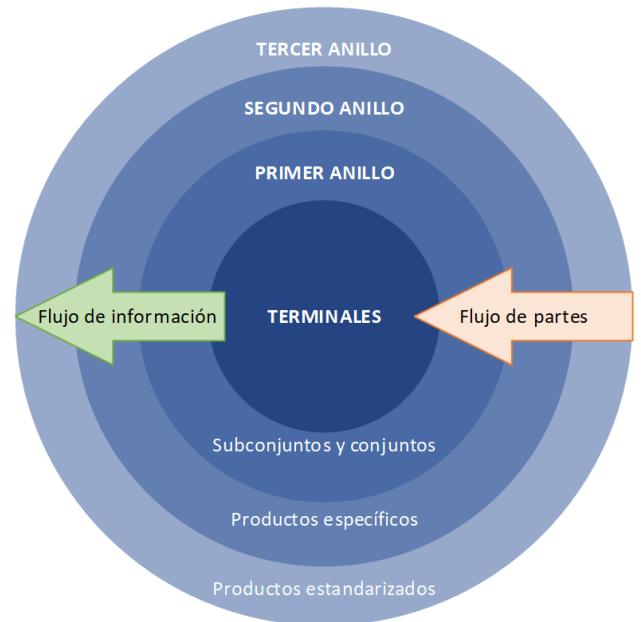 TERCER ANILLO
SEGUNDO ANILLO
PRIMER ANILLO
Flujo de información
TERMINALES
Flujo de partes
Subconjuntos y conjuntos
Productos específicos
Productos estandarizados